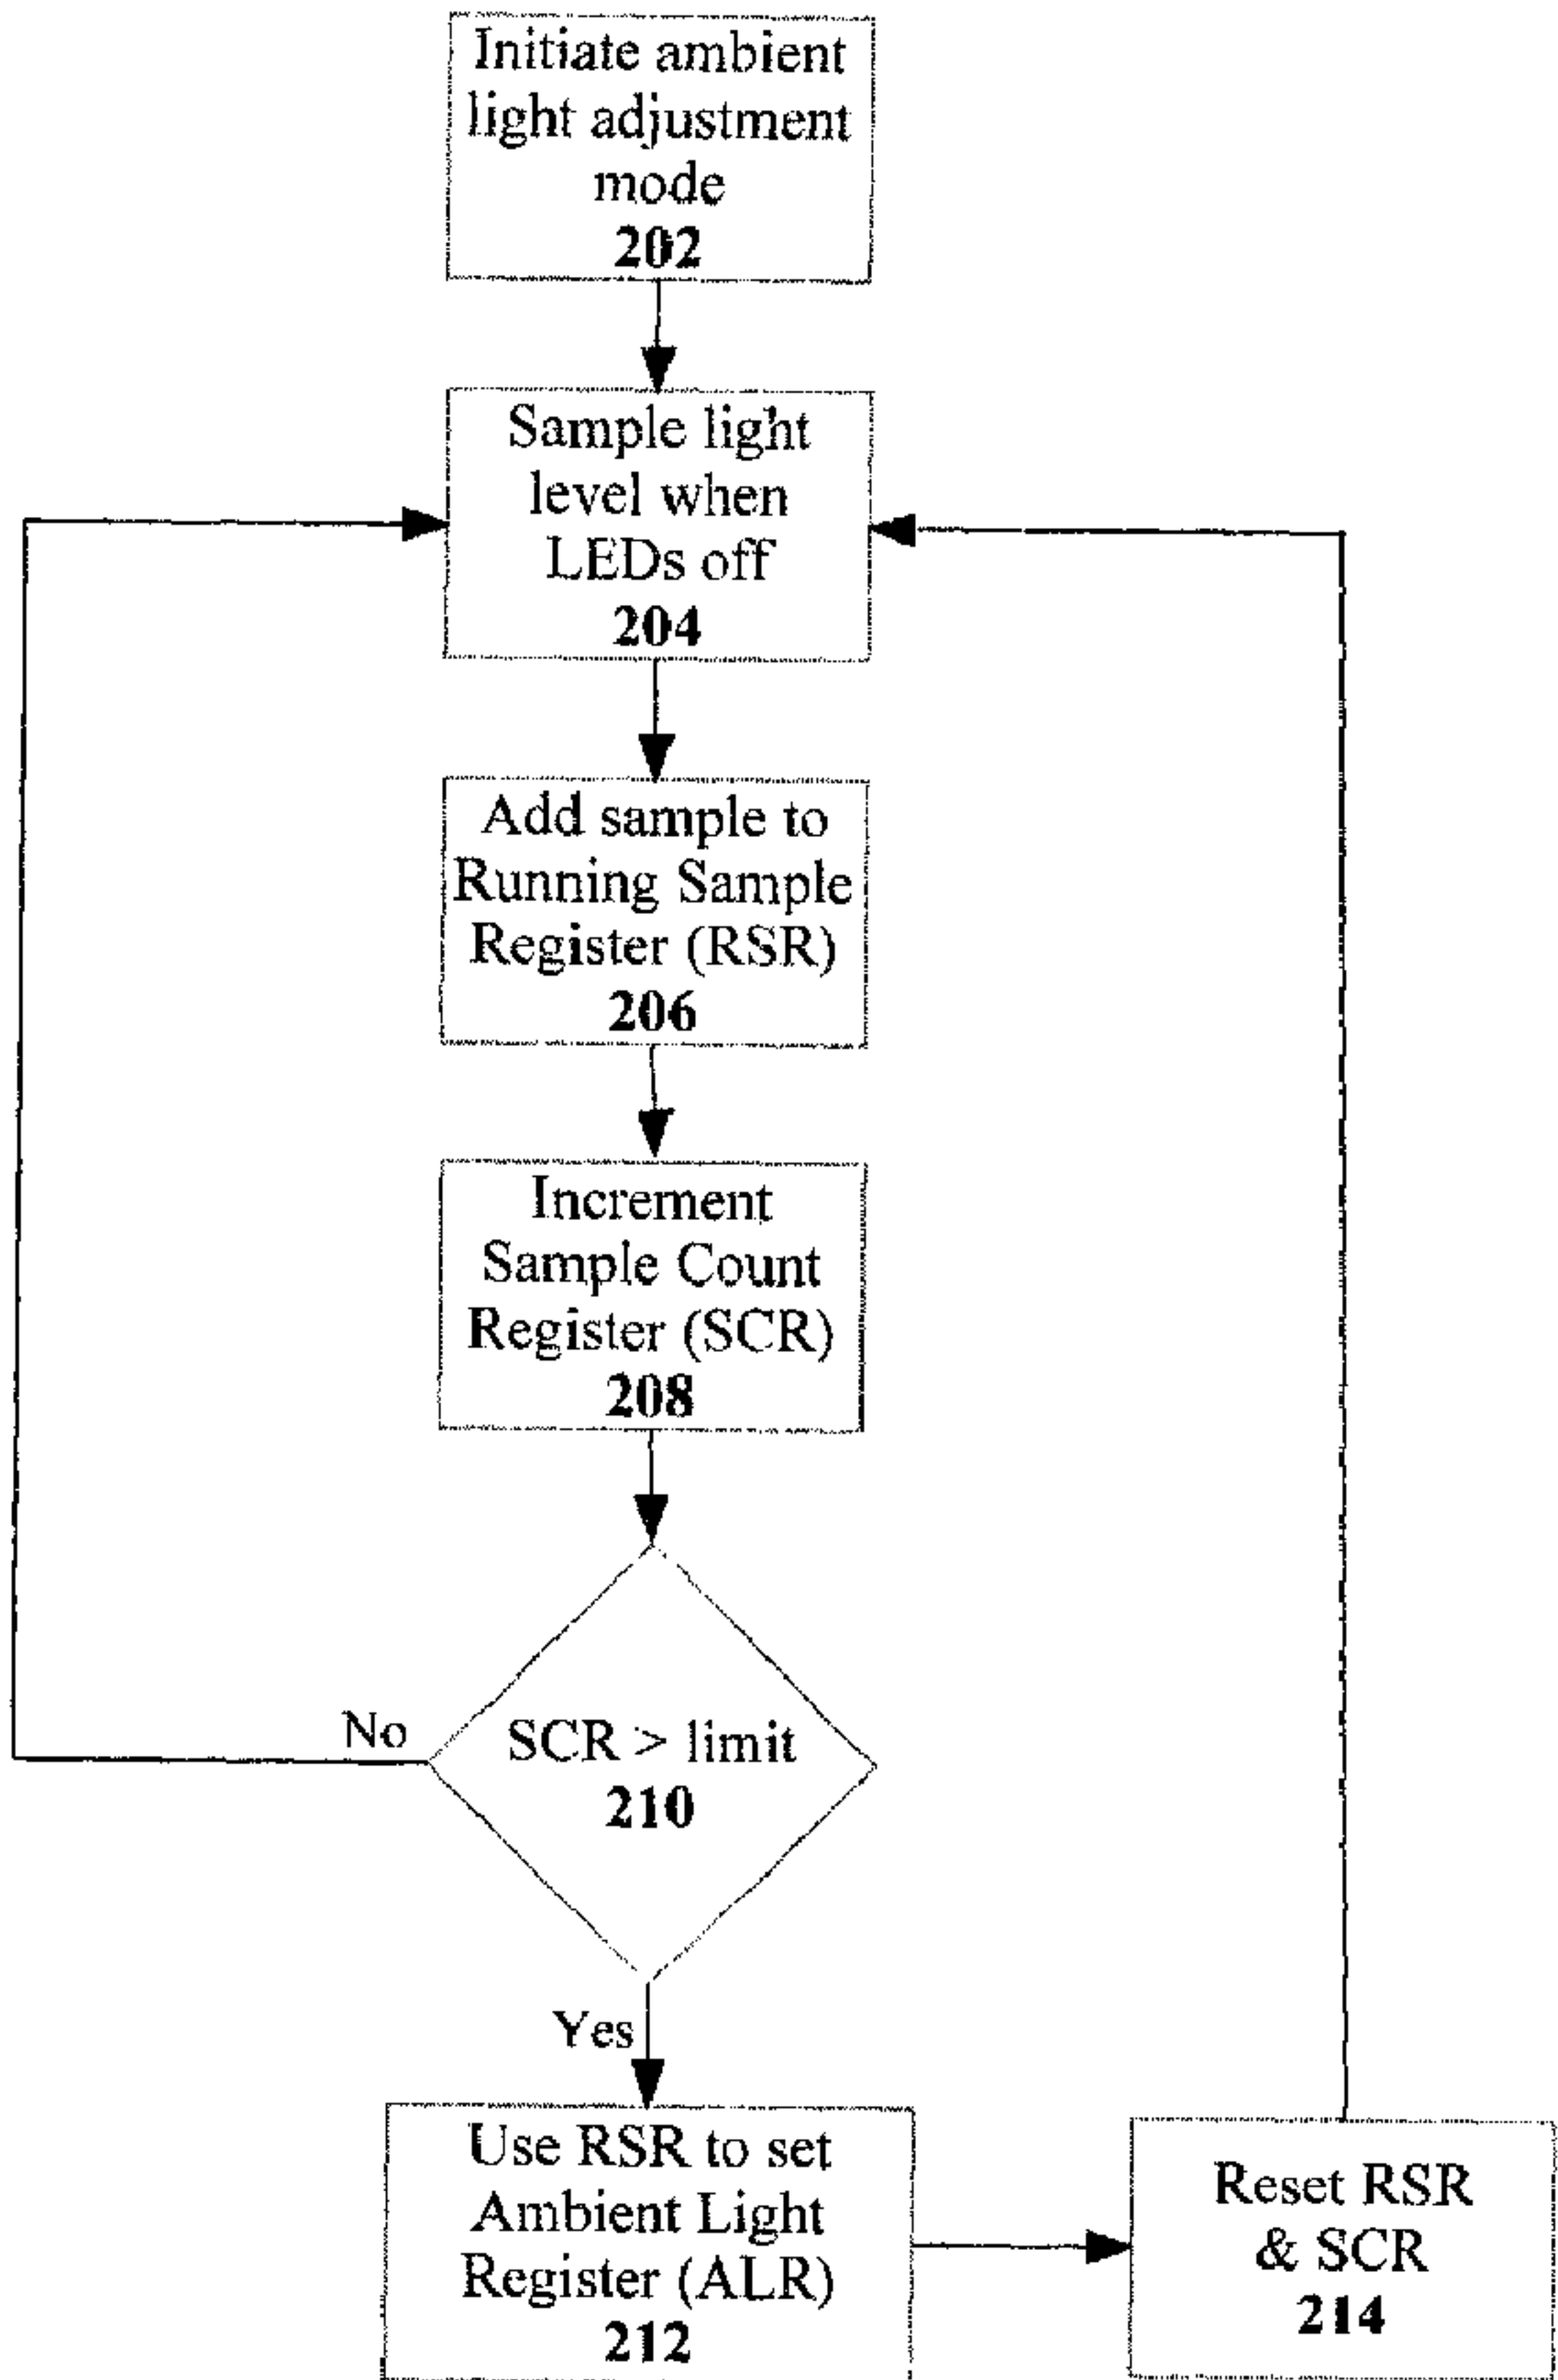 Initiate ambient
light adjustment
mode
202
Sample light
level when
LEDs off
204
Add sample to
Running Sample
Register (RSR)
206
Increment
Sample Count
Register (SCR)
208
No
SCR > limit
210
Yes
Use RSR to set
Ambient Light
Register (ALR)
212
Reset RSR
& SCR
214